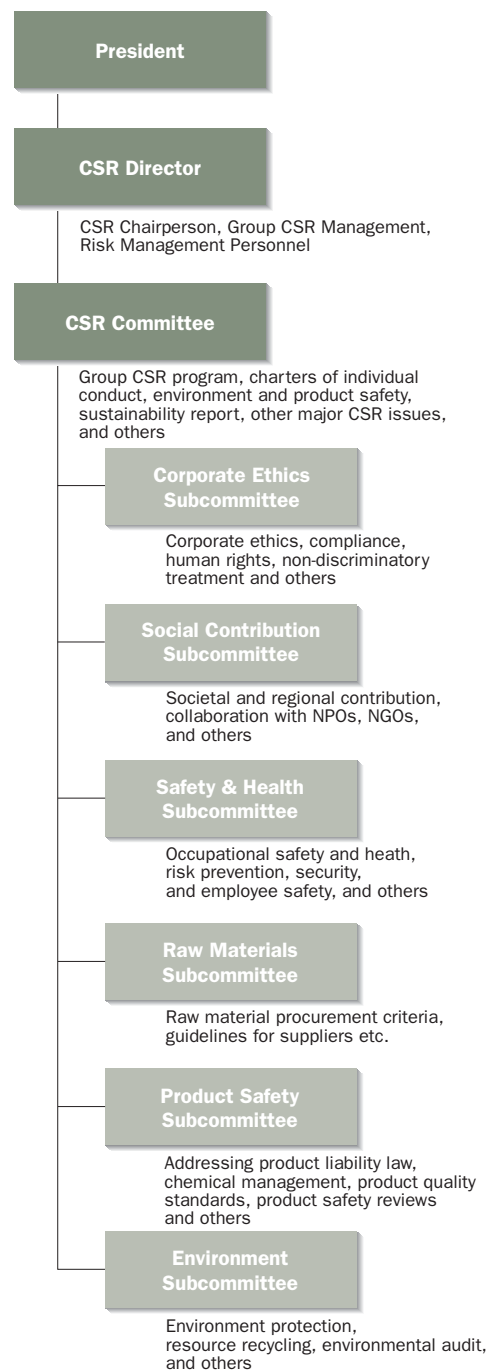 President
CSR Director
CSR Chairperson, Group CSR Management,
Risk Management Personnel
CSR Committee
Group CSR program, charters of individual
conduct, environment and product safety,
sustainability report, other major CSR issues,
and others
Corporate Ethics
Subcommittee
Corporate ethics, compliance,
human rights, non-discriminatory
treatment and others
Social Contribution
Subcommittee
Societal and regional contribution,
collaboration with NPOs, NGOs,
and others
Safety & Health
Subcommittee
Occupational safety and heath,
risk prevention, security,
and employee safety, and others
Raw Materials
Subcommittee
Raw material procurement criteria,
guidelines for suppliers etc.
Product Safety
Subcommittee
Addressing product liability law,
chemical management, product quality
standards, product safety reviews
and others
Environment
Subcommittee
Environment protection,
resource recycling, environmental audit,
and others